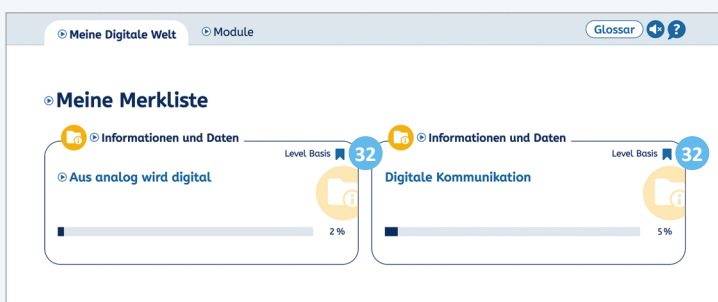 Meine Digitale Welt
Module
Glossar
?
Meine Merkliste
Informationen und Daten
Level Basis
32
Aus analog wird digital
2 %
Informationen und Daten
Level Basis
32
Digitale Kommunikation
5 %